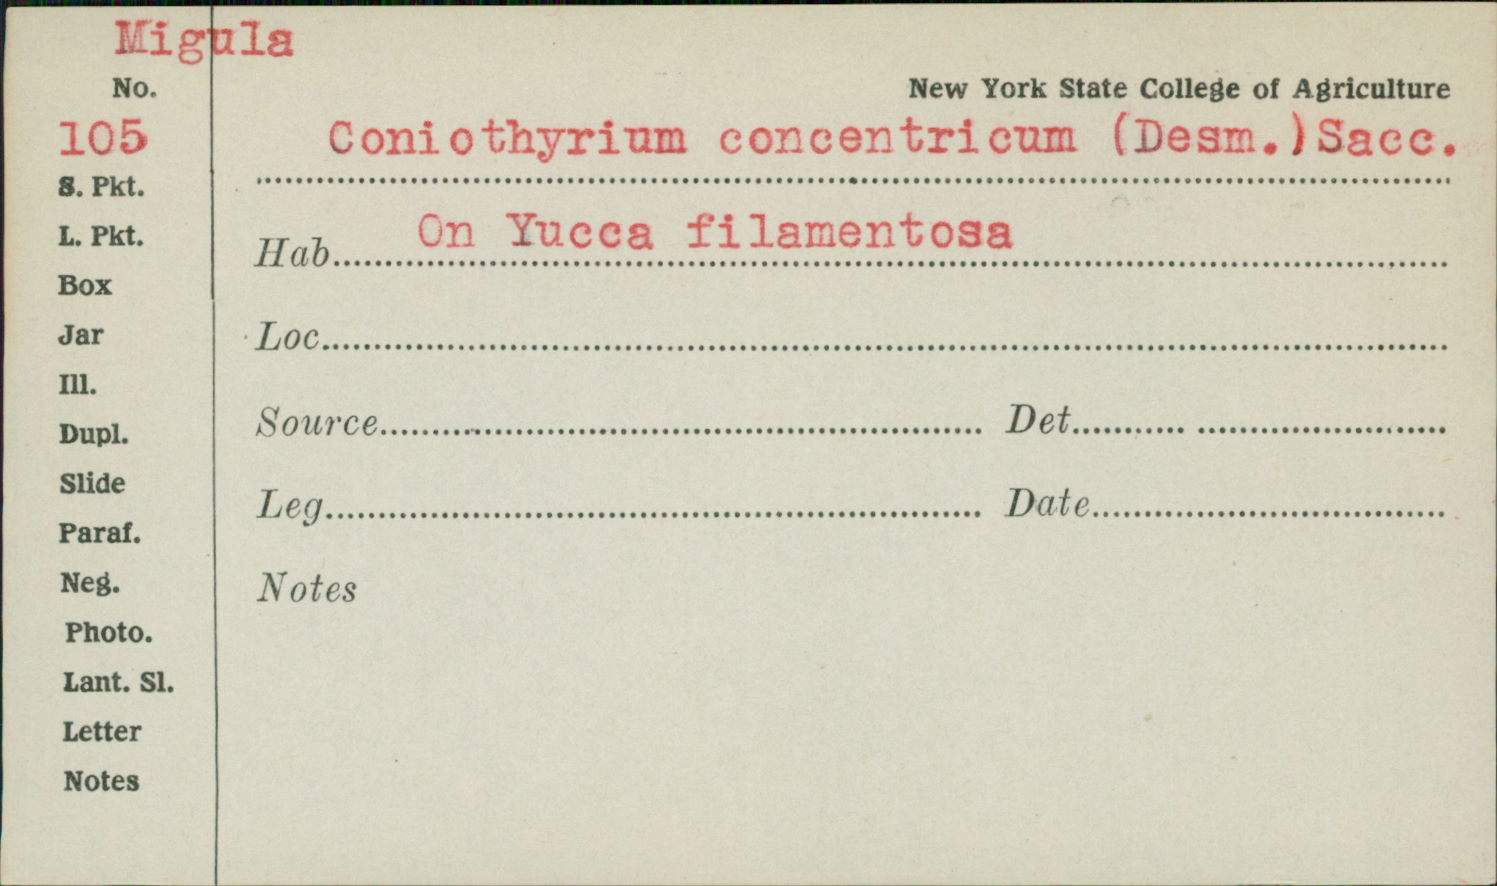 Migula
No.
New York State College of Agriculture
105
Coniothyrium concentricum (Desm.)Sacc.
S. Pkt.
L. Pkt.
Hab. On Yucca filamentosa
Box
Jar
Loc.
Ill.
Dupl.
Source Det.
Slide
Leg. Date
Paraf.
Neg.
Notes
Photo.
Lant. Sl.
Letter
Notes